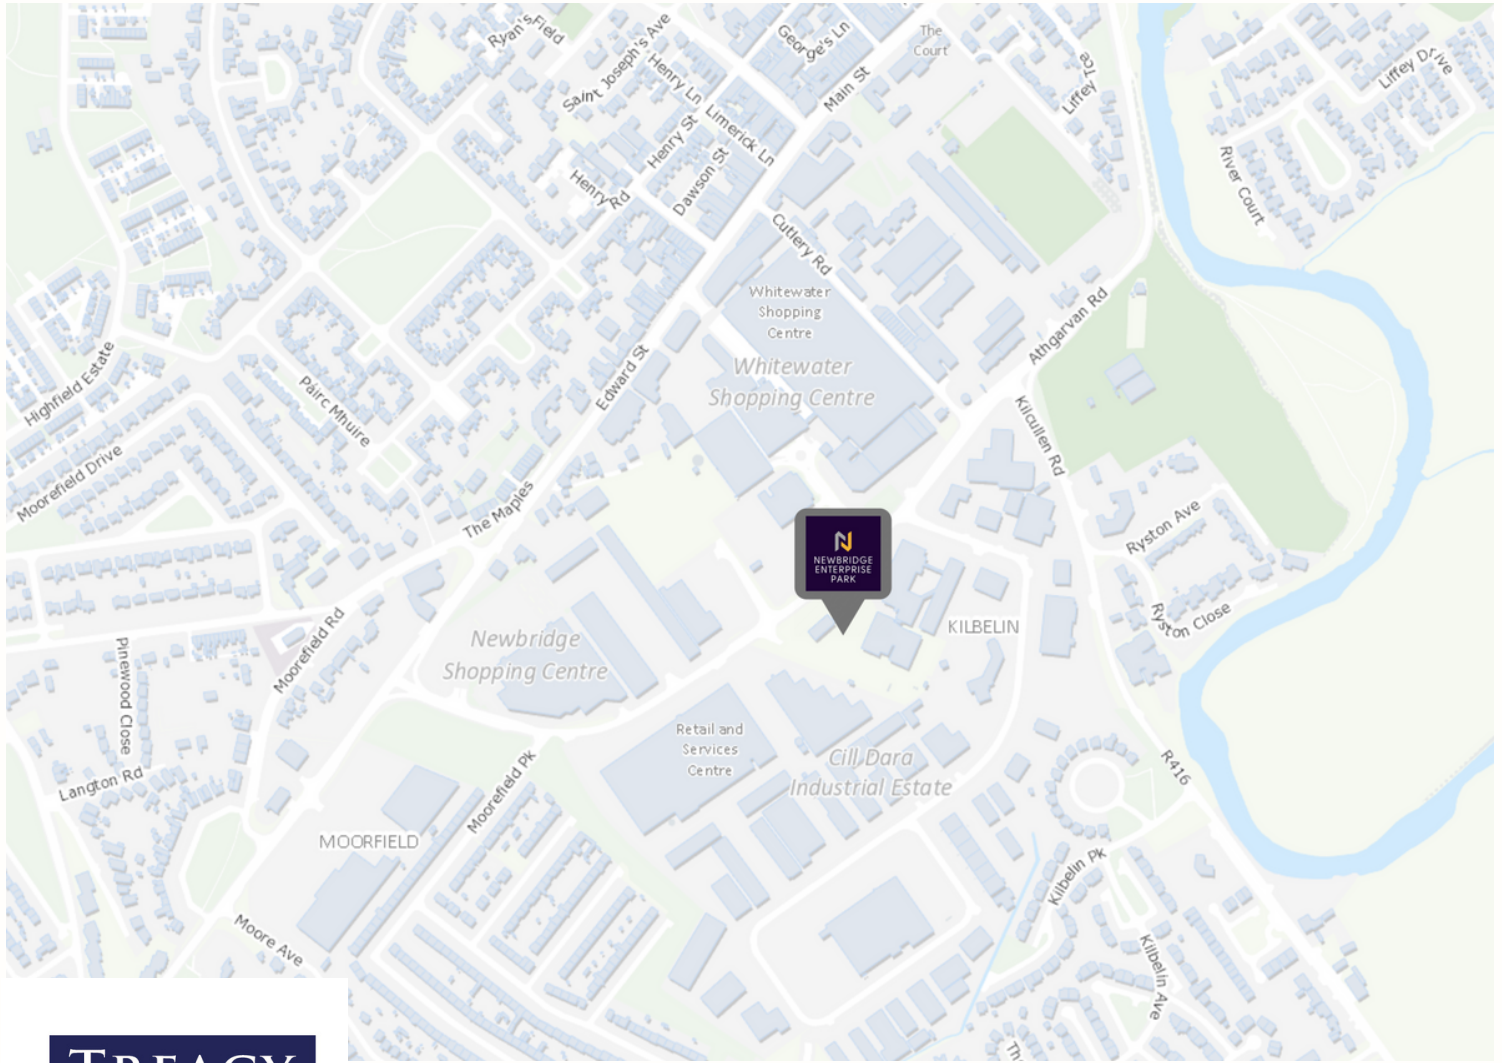 Ryan's Field
Saint Joseph's Ave
Henry Ln
George's Ln
The
Court
Main St
Liffey Tce
Liffey Drive
Limerick Ln
Henry St
Dawson St
Henry Rd
River Court
Cutlery Rd
Whitewater
Shopping
Centre
Whitewater
Shopping Centre
Athgarvan Rd
Highfield Estate
Páirc Mhuire
Edward St
Kilcullen Rd
Moorefield Drive
The Maples
Ryston Ave
NEWBRIDGE
ENTERPRISE
PARK
Ryston Close
KILBELIN
Newbridge
Shopping Centre
Moorefield Rd
Pinewood Close
Retail and
Services
Centre
Cill Dara
Industrial Estate
R416
Langton Rd
Moorefield Pk
MOORFIELD
Kilbelin Pk
Moore Ave
Kilbelin Ave
TREACY